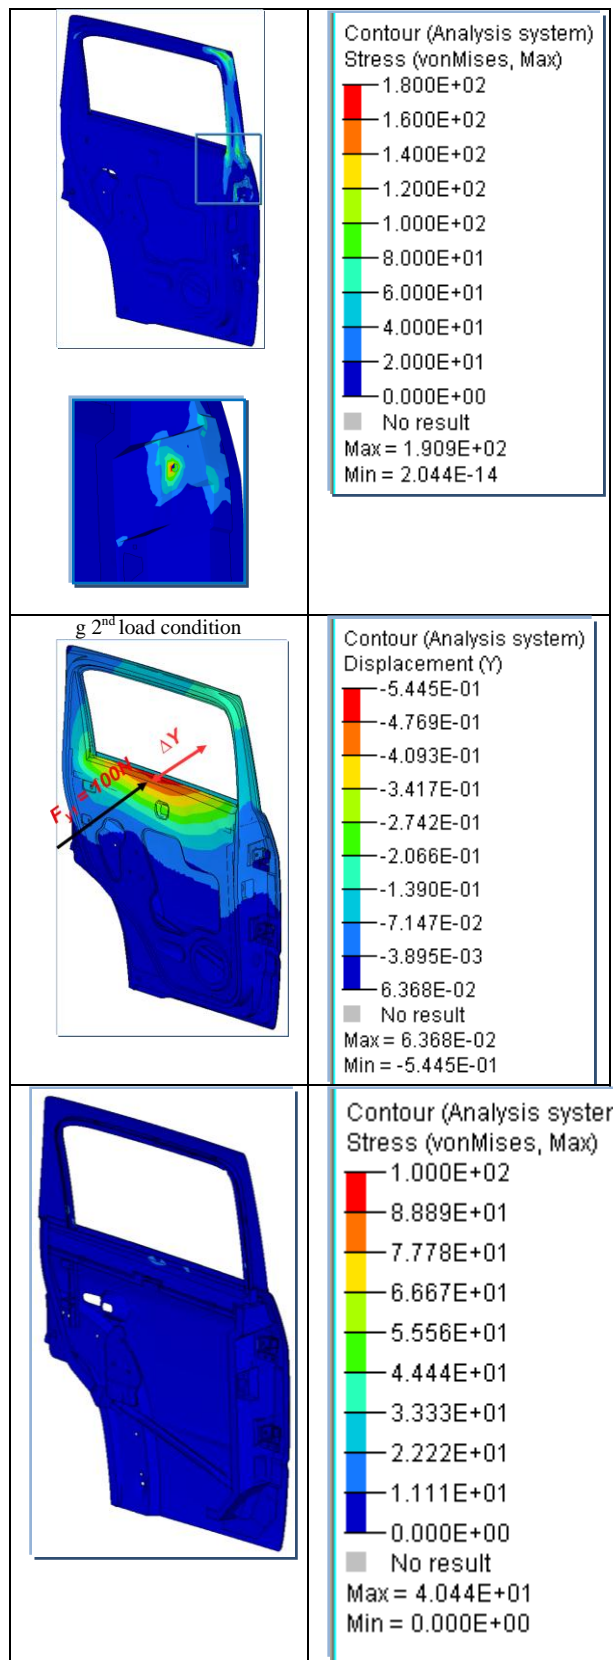 Contour (Analysis system)
Stress (vonMises, Max)
1.800E+02
1.600E+02
1.400E+02
1.200E+02
1.000E+02
8.000E+01
6.000E+01
4.000E+01
2.000E+01
0.000E+00
No result
Max = 1.909E+02
Min = 2.044E-14
g 2nd load condition
ΔY
= 100N
Contour (Analysis system)
Displacement (Y)
-5.445E-01
-4.769E-01
-4.093E-01
-3.417E-01
-2.742E-01
-2.066E-01
-1.390E-01
-7.147E-02
-3.895E-03
6.368E-02
No result
Max = 6.368E-02
Min = -5.445E-01
Contour (Analysis syster
Stress (vonMises, Max)
1.000E+02
8.889E+01
7.778E+01
6.667E+01
5.556E+01
4.444E+01
3.333E+01
2.222E+01
1.111E+01
0.000E+00
No result
Max = 4.044E+01
Min = 0.000E+00